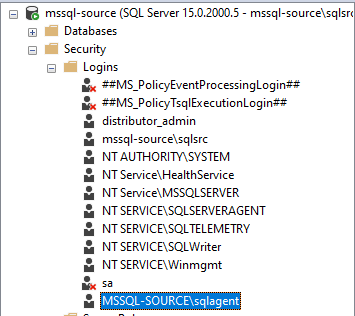 mssql-source (SQL Server 15.0.2000.5 - mssql-source\sqlsrc
Databases
Security
Logins
##MS_PolicyEventProcessingLogin##
##MS_PolicyTsqlExecutionLogin##
distributor_admin
mssql-source\sqlsrc
NT AUTHORITY\SYSTEM
NT Service\HealthService
NT Service\MSSQLSERVER
NT SERVICE\SQLSERVERAGENT
NT SERVICE\SQLTELEMETRY
NT SERVICE\SQLWriter
NT SERVICE\Winmgmt
sa
MSSQL-SOURCE\sqlagent